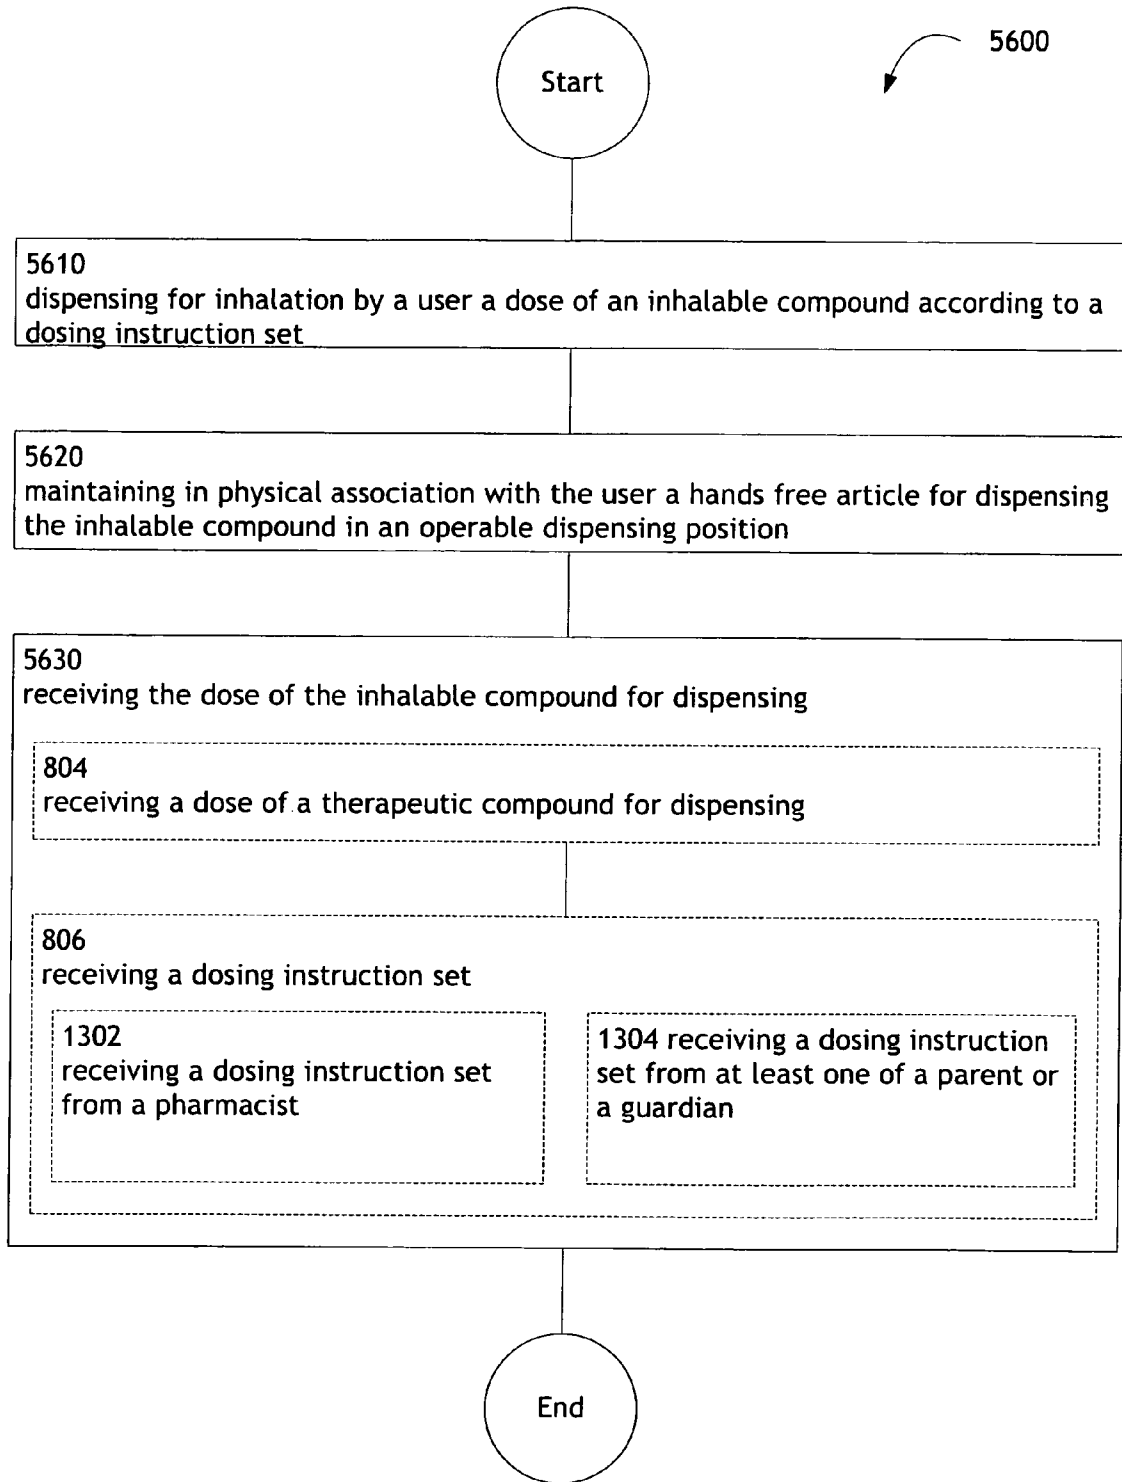 Start
5600
5610
dispensing for inhalation by a user a dose of an inhalable compound according to a
dosing instruction set
5620
maintaining in physical association with the user a hands free article for dispensing
the inhalable compound in an operable dispensing position
5630
receiving the dose of the inhalable compound for dispensing
804
receiving a dose of a therapeutic compound for dispensing
806
receiving a dosing instruction set
1302
receiving a dosing instruction set
from a pharmacist
1304 receiving a dosing instruction
set from at least one of a parent or
a guardian
End